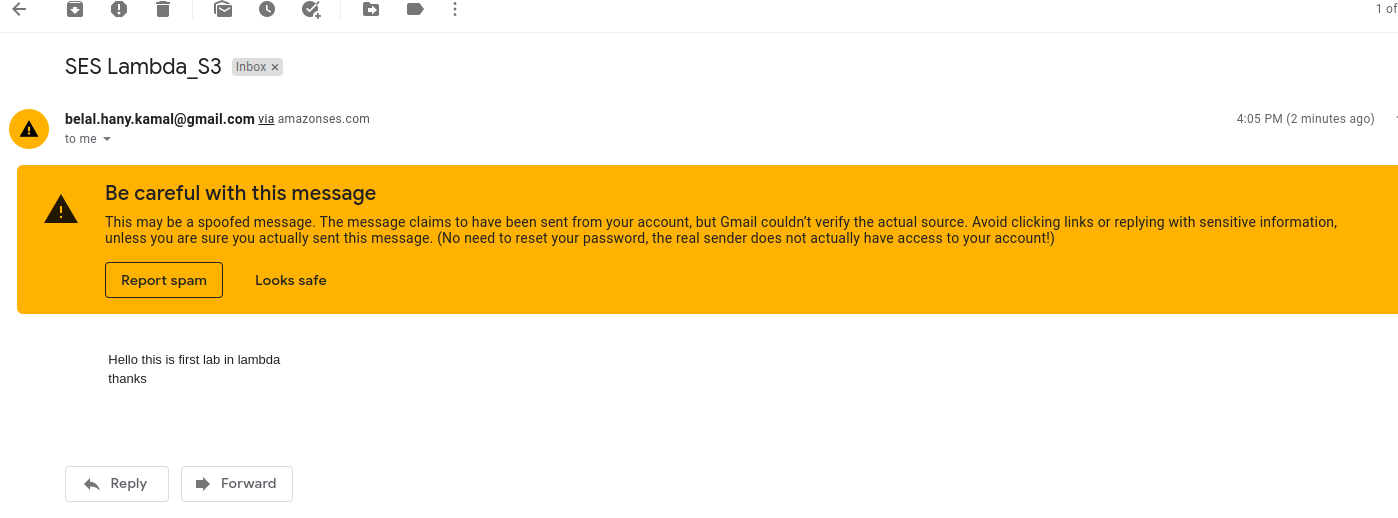 1 of
SES Lambda_S3 Inbox ×
belal.hany.kamal@gmail.com via amazonses.com 4:05 PM (2 minutes ago)
to me
Be careful with this message
This may be a spoofed message. The message claims to have been sent from your account, but Gmail couldn't verify the actual source. Avoid clicking links or replying with sensitive information,
unless you are sure you actually sent this message. (No need to reset your password, the real sender does not actually have access to your account!)
Report spam Looks safe
Hello this is first lab in lambda
thanks
Reply Forward